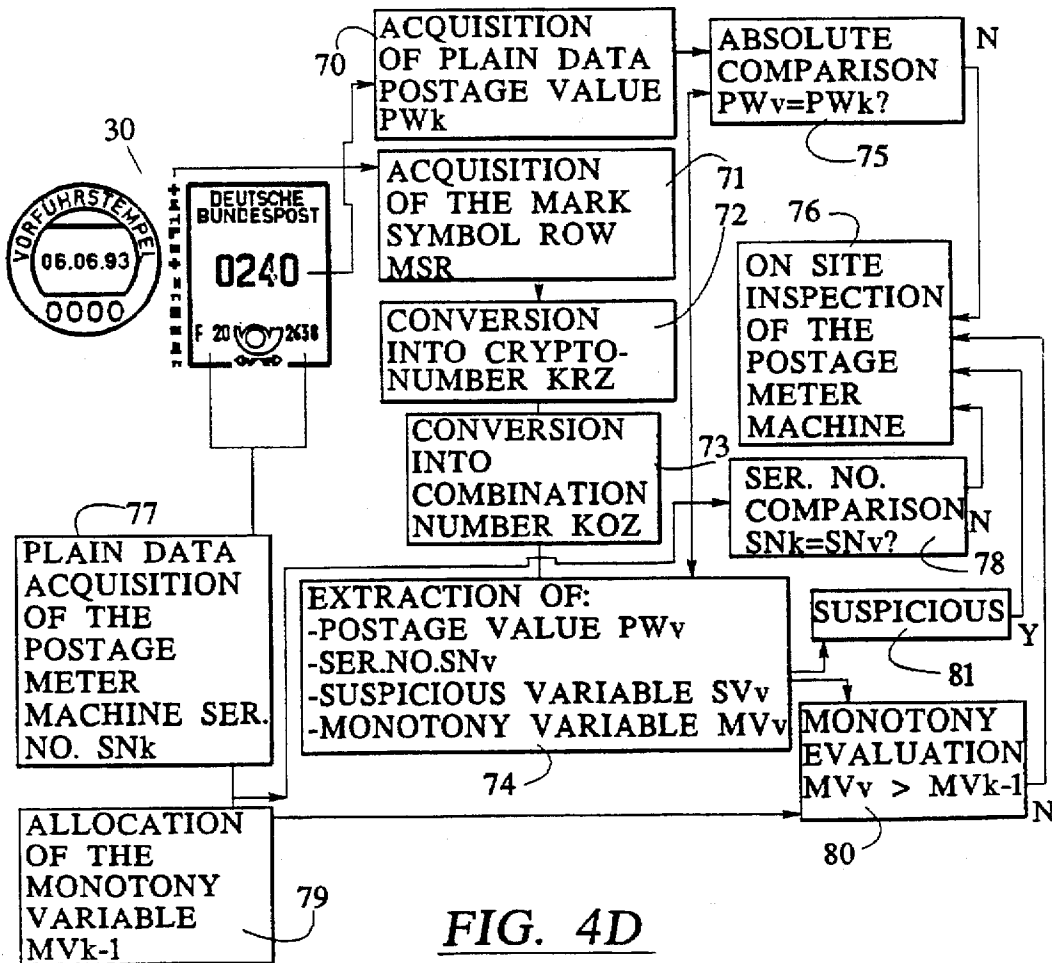 70
ACQUISITION
OF PLAIN DATA
POSTAGE VALUE
PWk
ABSOLUTE
COMPARISON
PWv=PWk?
N
75
30
VORFÜHRSTEMPEL
06.06.93
0000
DEUTSCHE
BUNDESPOST
0240
F 20 2638
ACQUISITION
OF THE MARK
SYMBOL ROW
MSR
71
72
CONVERSION
INTO CRYPTO-
NUMBER KRZ
76
ON SITE
INSPECTION
OF THE
POSTAGE
METER
MACHINE
CONVERSION
INTO
COMBINATION
NUMBER KOZ
73
SER. NO.
COMPARISON
SNk=SNv?
N
78
77
PLAIN DATA
ACQUISITION
OF THE
POSTAGE
METER
MACHINE SER.
NO. SNk
EXTRACTION OF:
-POSTAGE VALUE PWv
-SER.NO.SNv
-SUSPICIOUS VARIABLE SVv
-MONOTONY VARIABLE MVv
74
SUSPICIOUS
Y
81
MONOTONY
EVALUATION
MVv > MVk-1
N
80
ALLOCATION
OF THE
MONOTONY
VARIABLE
MVk-1
79
FIG. 4D